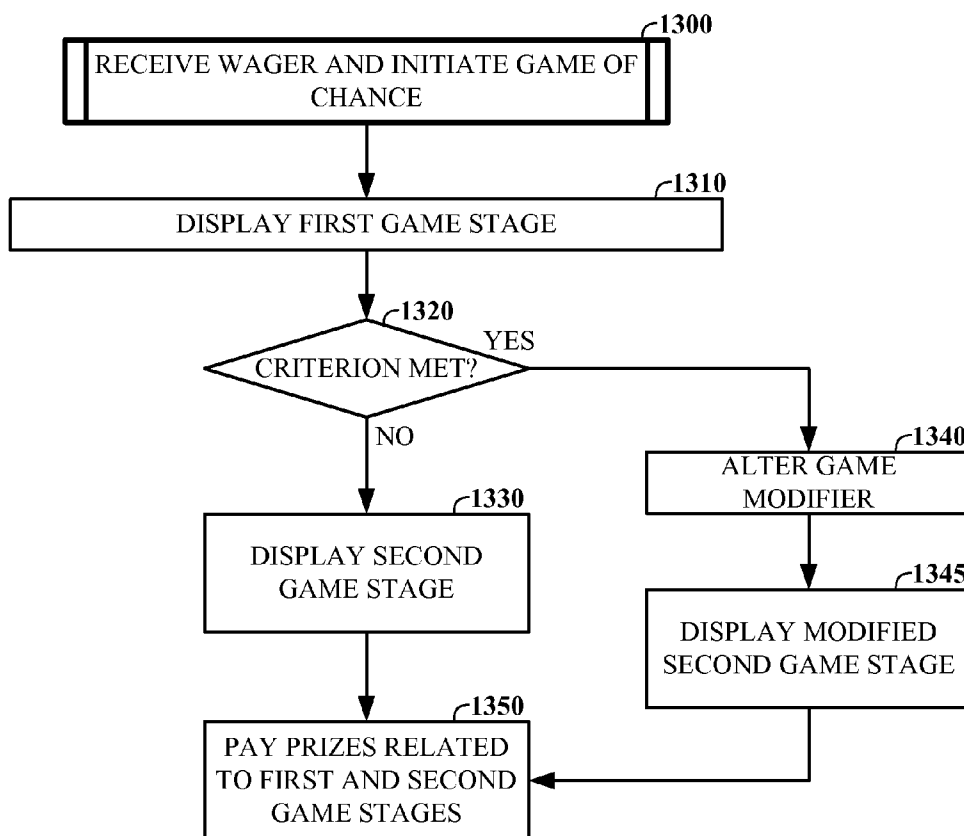 1300
RECEIVE WAGER AND INITIATE GAME OF
CHANCE
1310
DISPLAY FIRST GAME STAGE
1320
YES
CRITERION MET?
NO
1340
ALTER GAME
MODIFIER
1330
DISPLAY SECOND
GAME STAGE
1345
DISPLAY MODIFIED
SECOND GAME STAGE
1350
PAY PRIZES RELATED
TO FIRST AND SECOND
GAME STAGES